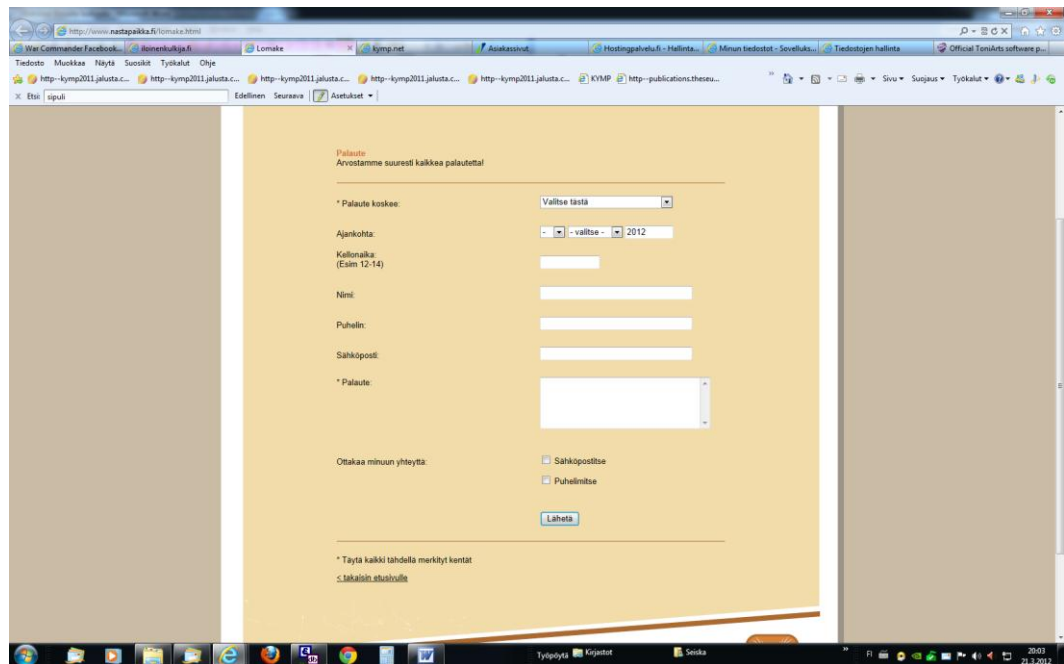 http://www.nastapaikka.fi/lomake.html
War Commander Facebook...
iloinenkulkija.fi
Lomake
kymp.net
Asiakassivut
Hostingpalvelu.fi - Hallinta...
Minun tiedostot - Sovelluks...
Tiedostojen hallinta
Official ToniArts software p...
Tiedosto Muokkaa Näytä Suosikit Työkalut Ohje
http--kymp2011.jalusta.c... http--kymp2011.jalusta.c... http--kymp2011.jalusta.c... http--kymp2011.jalusta.c... http--kymp2011.jalusta.c... KYMP http--publications.theseu... » Sivu Suojaus Työkalut
Etsi: sipuli Edellinen Seuraava Asetukset
Palaute
Arvostamme suuresti kaikkea palautetta!
* Palaute koskee: Valitse tästä
Ajankohta: - - valitse - 2012
Kellonaika:
(Esim 12-14)
Nimi:
Puhelin:
Sähköposti:
* Palaute:
Ottakaa minuun yhteyttä: Sähköpostitse
Puhelimitse
Lähetä
* Täytä kaikki tähdellä merkityt kentät
< takaisin etusivulle
Työpöytä Kirjastot Seiska » FI 20:03
21.3.2012